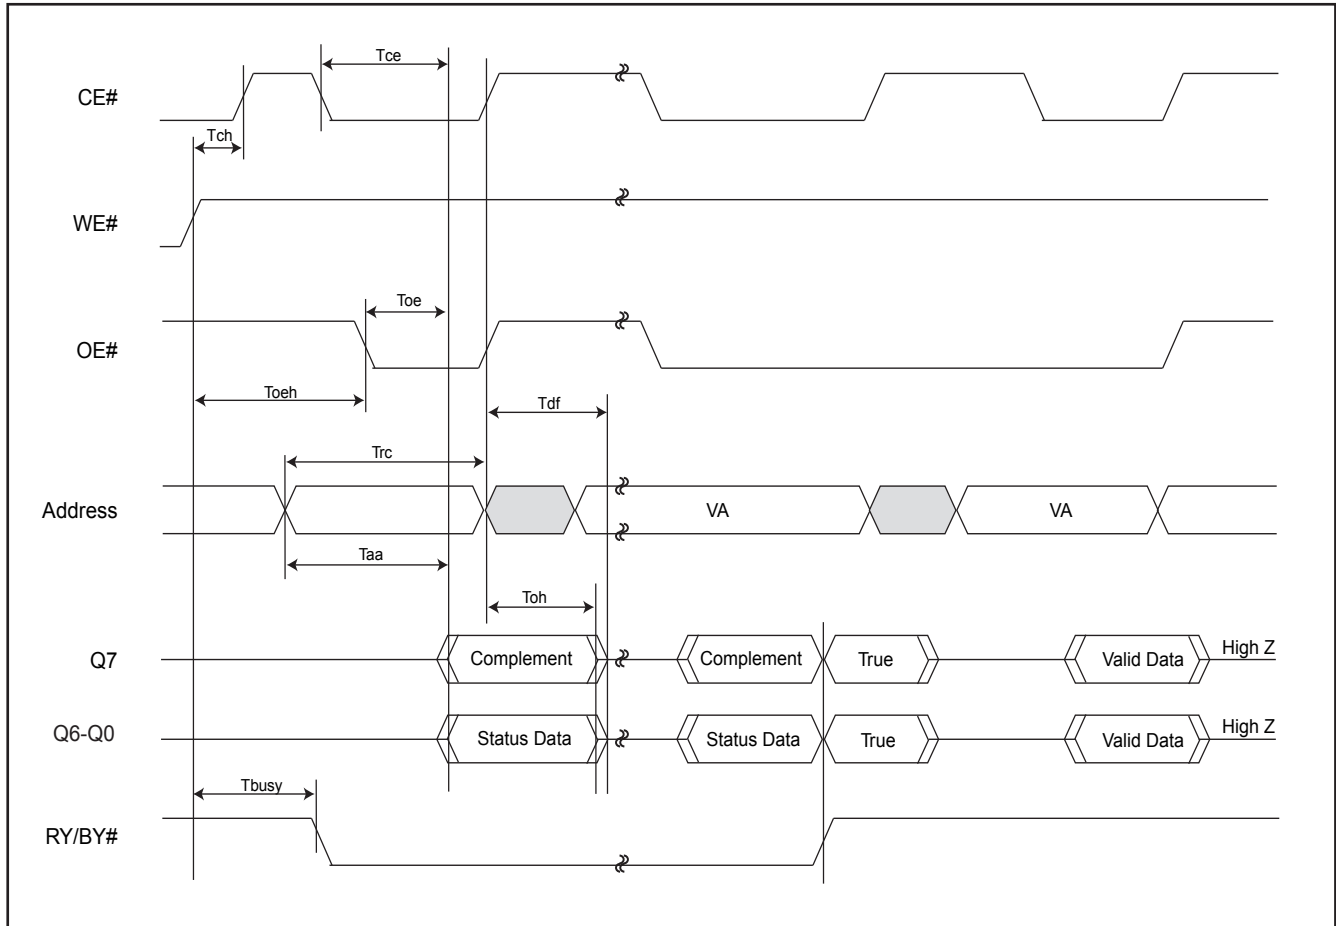 Tce
CE#
Tch
WE#
Toe
OE#
Toeh
Tdf
Trc
Address
VA
VA
Taa
Toh
Q7
Complement
Complement
True
Valid Data
High Z
Q6-Q0
Status Data
Status Data
True
Valid Data
High Z
Tbusy
RY/BY#